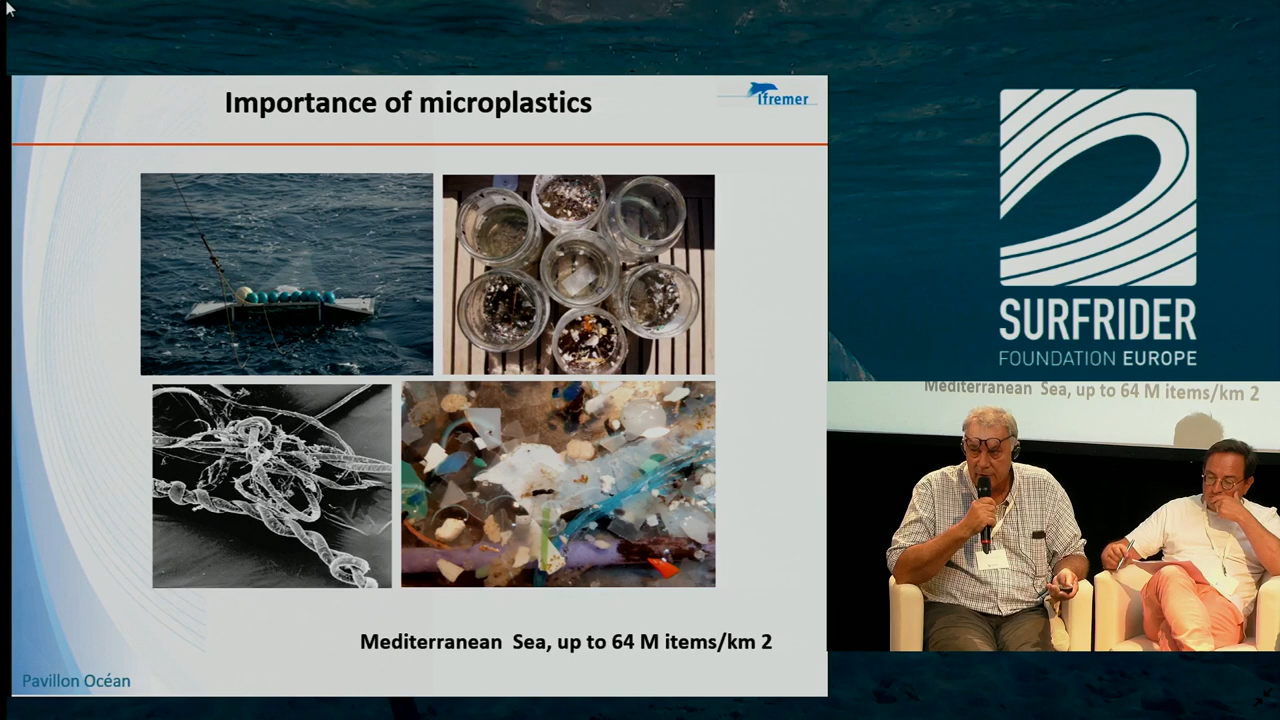 Importance of microplastics
Ifremer
Mediterranean Sea, up to 64 M items/km 2
Pavillon Océan
SURFRIDER
FOUNDATION EUROPE
Mediterranean Sea, up to 64 M items/km 2